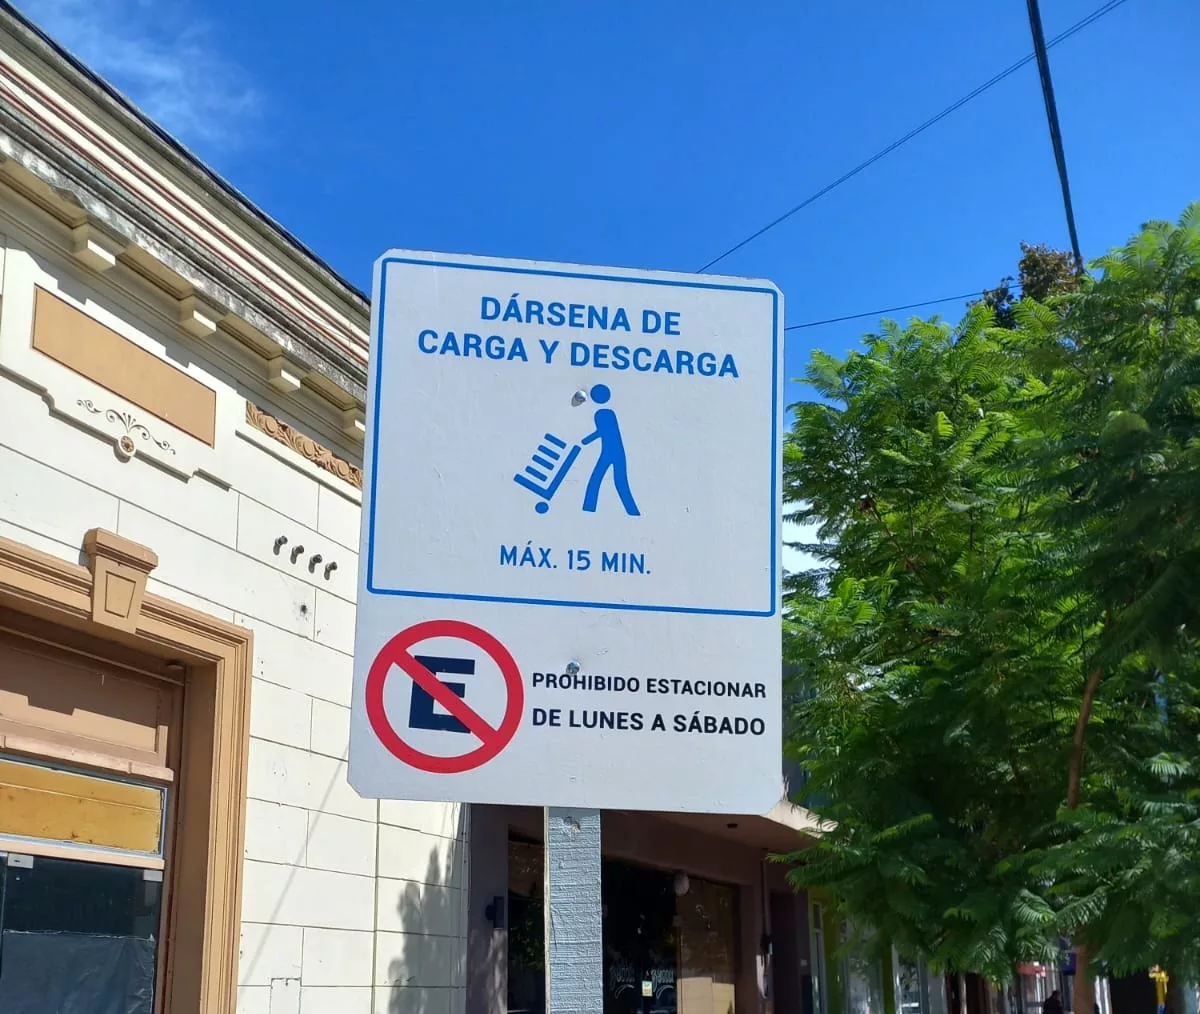 DÁRSENA DE
CARGA Y DESCARGA
MÁX. 15 MIN.
E
PROHIBIDO ESTACIONAR
DE LUNES A SÁBADO